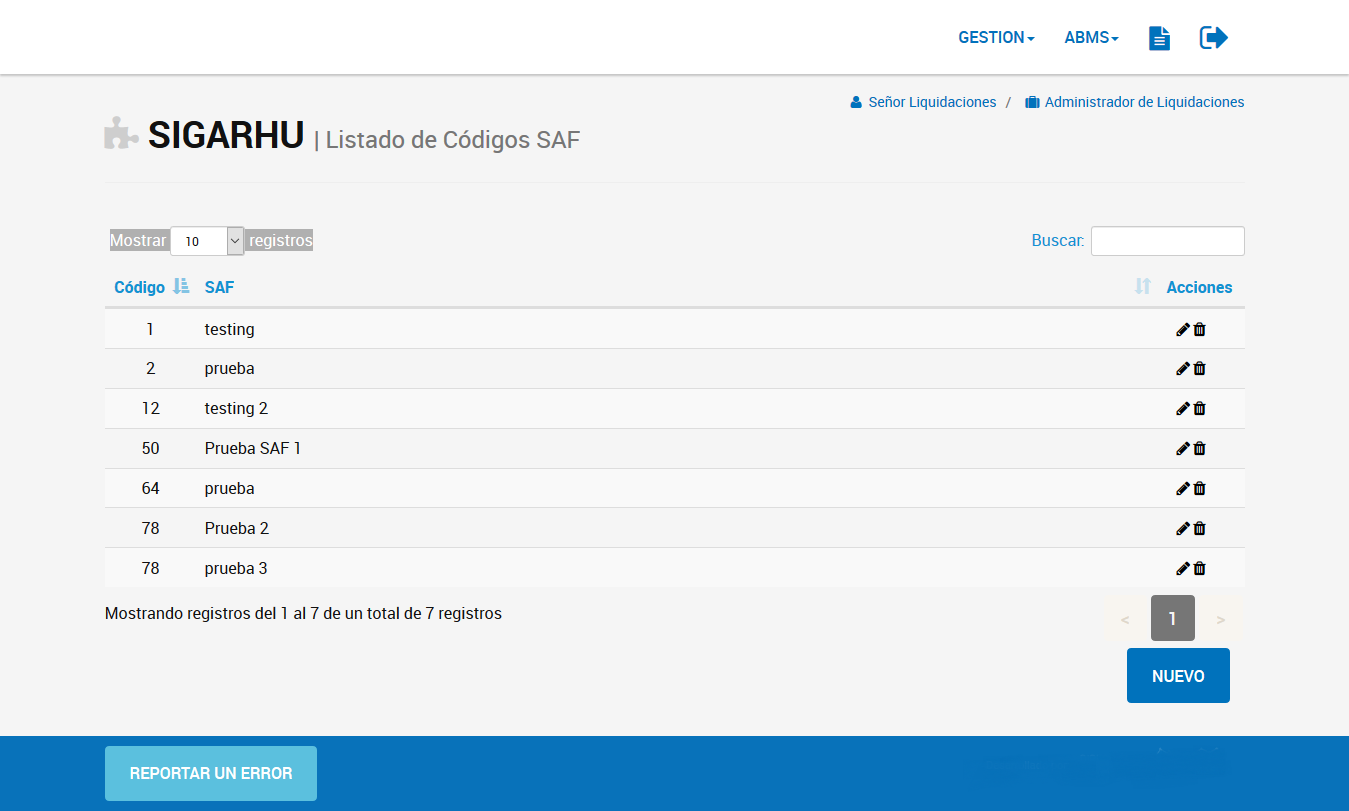 GESTION ABMS
Señor Liquidaciones / Administrador de Liquidaciones
SIGARHU | Listado de Códigos SAF
Mostrar 10 registros Buscar:
Código SAF Acciones
1 testing
2 prueba
12 testing 2
50 Prueba SAF 1
64 prueba
78 Prueba 2
78 prueba 3
Mostrando registros del 1 al 7 de un total de 7 registros
< 1 >
NUEVO
REPORTAR UN ERROR